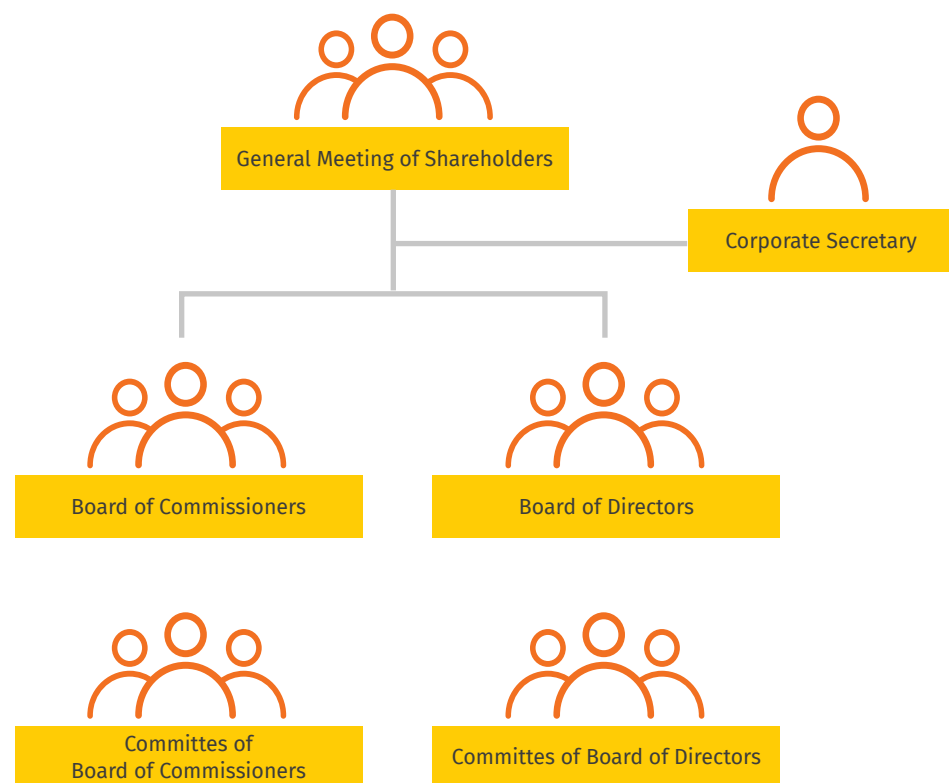 General Meeting of Shareholders
Corporate Secretary
Board of Commissioners
Board of Directors
Committes of
Board of Commissioners
Committes of Board of Directors